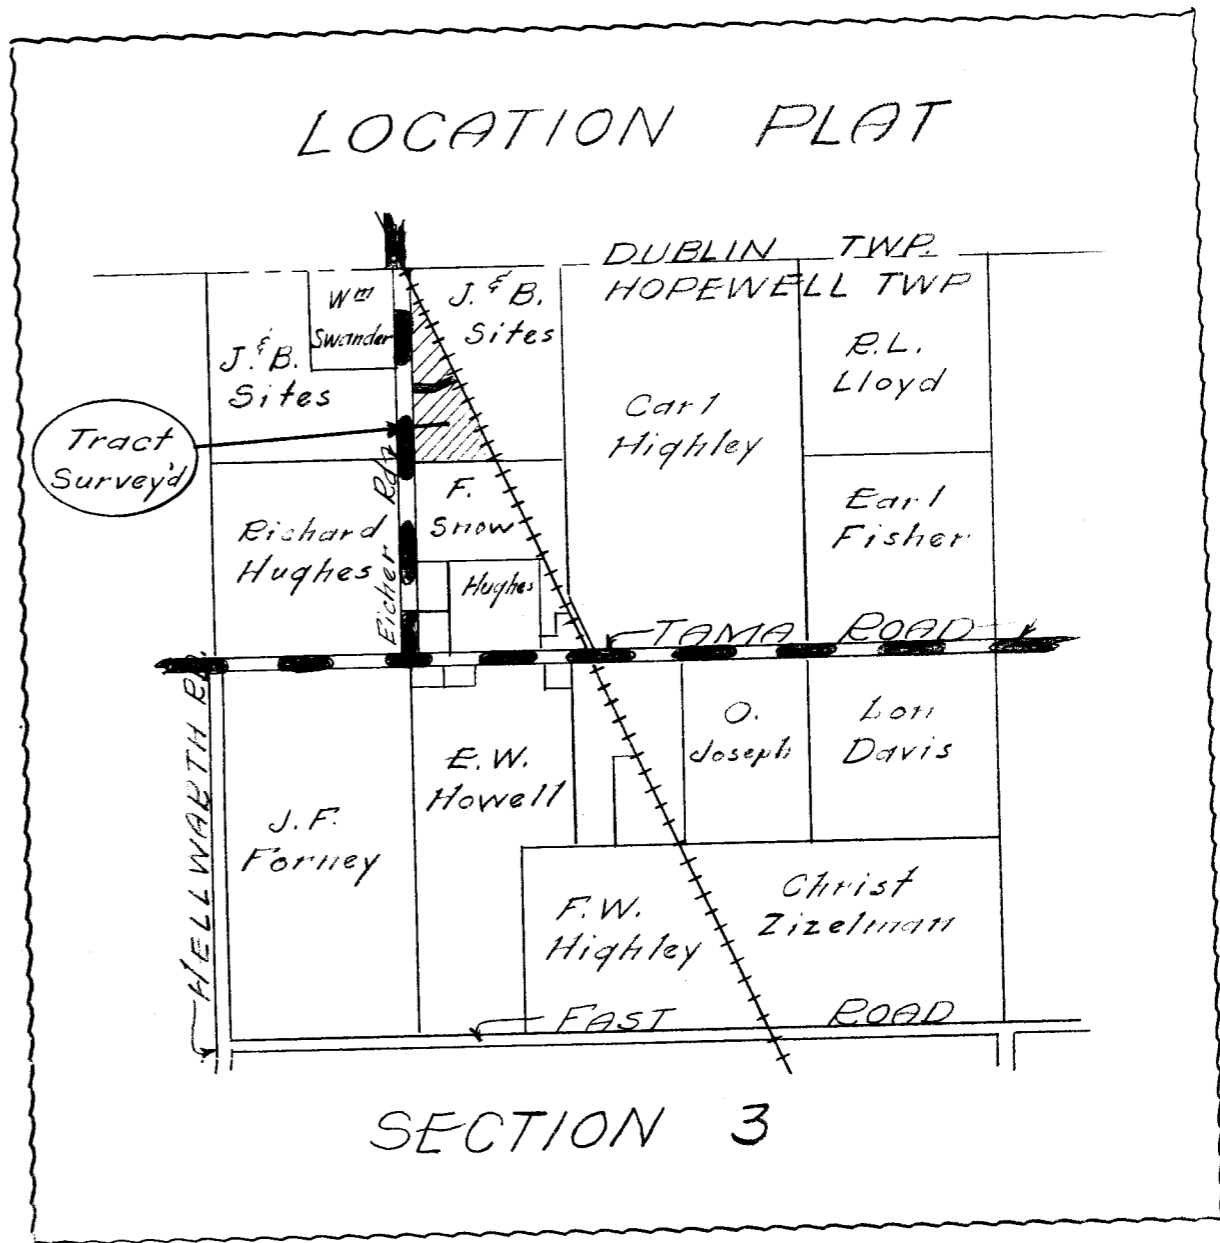 LOCATION PLAT
DUBLIN TWP.
HOPEWELL TWP
Wm
Swander
J. & B.
Sites
J. & B.
Sites
R.L.
Lloyd
Carl
Highley
Tract
Survey'd
Richard
Hughes
Eicher Rd.
F.
Snow
Hughes
Earl
Fisher
TAMA ROAD
HELLWARTH RD.
J.F.
Forney
E.W.
Howell
O.
Joseph
Lon
Davis
F.W.
Highley
Christ
Zizelman
FAST ROAD
SECTION 3